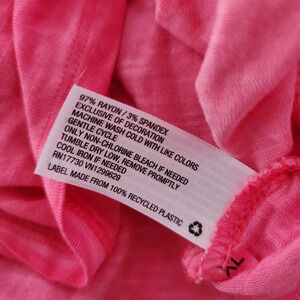 97% RAYON / 3% SPANDEX
EXCLUSIVE OF DECORATION
MACHINE WASH COLD WITH LIKE COLORS
GENTLE CYCLE
ONLY NON-CHLORINE BLEACH IF NEEDED
TUMBLE DRY LOW, REMOVE PROMPTLY
COOL IRON IF NEEDED
RN17730 VN1299629
LABEL MADE FROM 100% RECYCLED PLASTIC